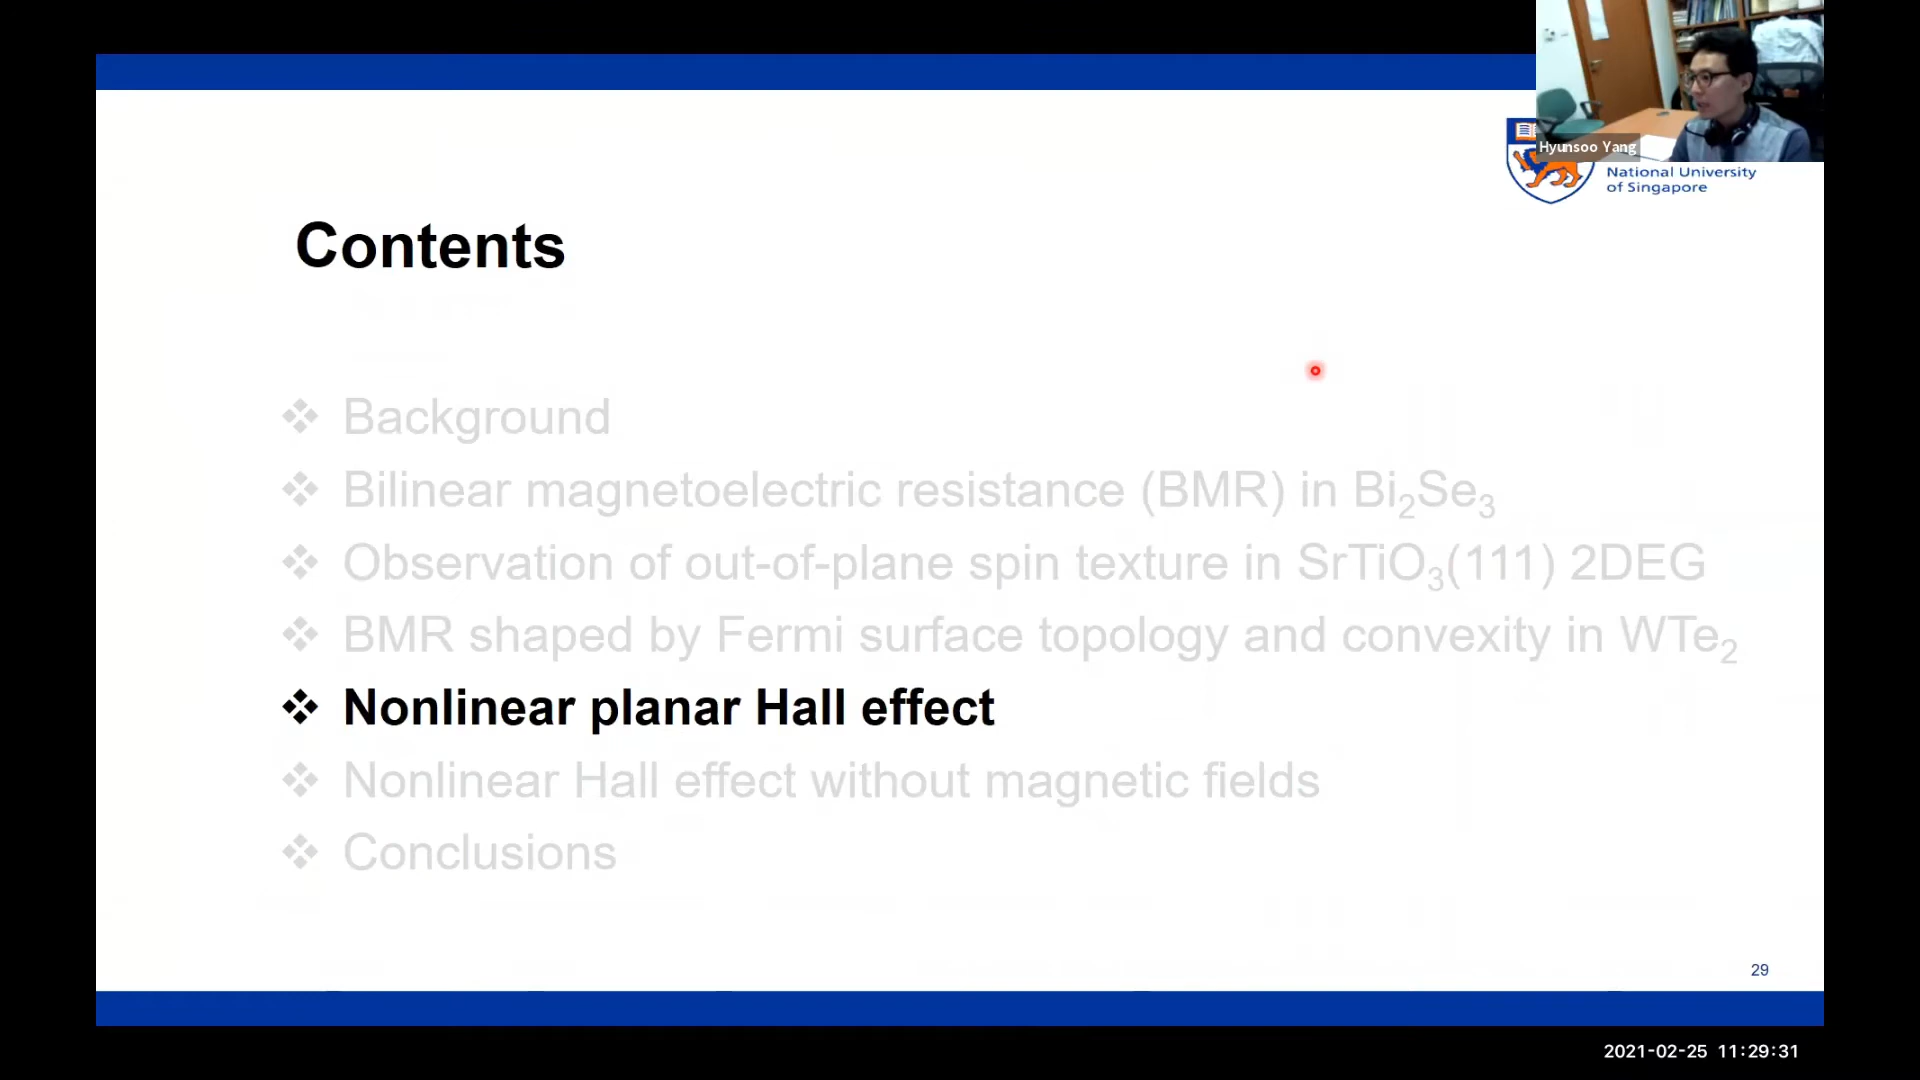 Hyunsoo Yang
National University
of Singapore
Contents
Background
Bilinear magnetoelectric resistance (BMR) in Bi₂Se₃
Observation of out-of-plane spin texture in SrTiO₃(111) 2DEG
BMR shaped by Fermi surface topology and convexity in WTe₂
Nonlinear planar Hall effect
Nonlinear Hall effect without magnetic fields
Conclusions
29
2021-02-25 11:29:31